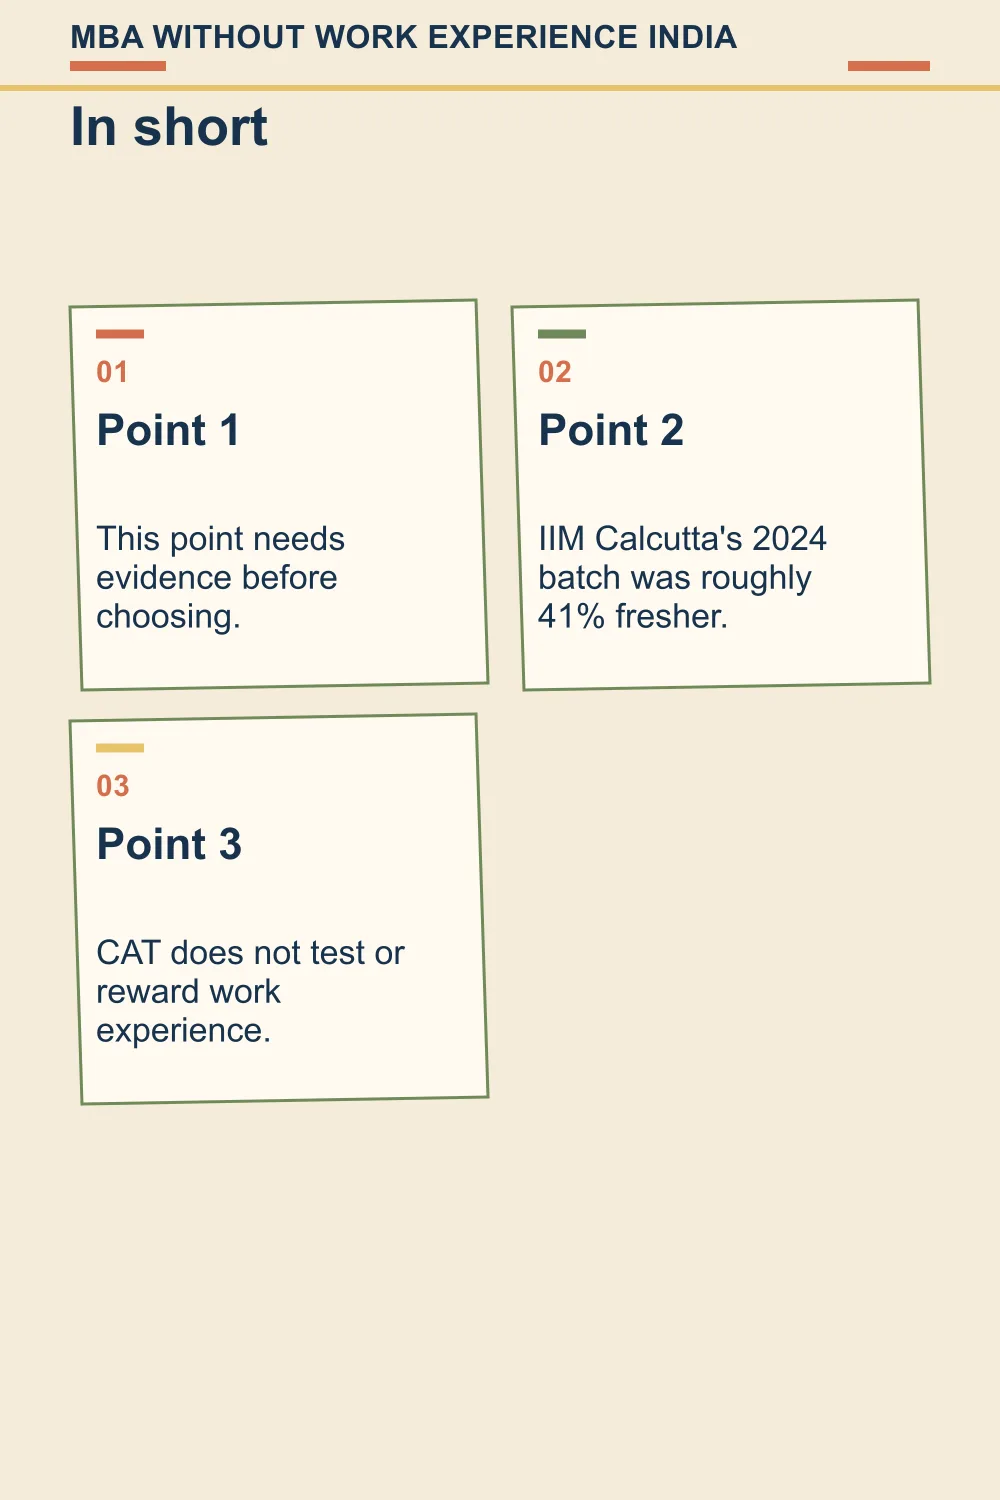 MBA WITHOUT WORK EXPERIENCE INDIA
In short
01
Point 1
This point needs
evidence before
choosing.
02
Point 2
IIM Calcutta's 2024
batch was roughly
41% fresher.
03
Point 3
CAT does not test or
reward work
experience.